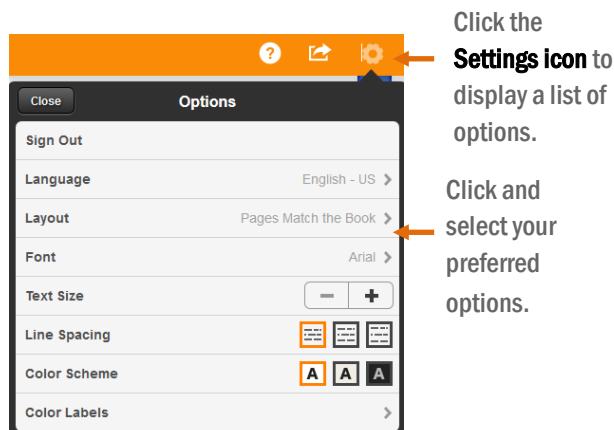 ?
Click the
Settings icon to
display a list of
options.
Close Options
Sign Out
Language English - US
Layout Pages Match the Book
Font Arial
Text Size − +
Line Spacing
Color Scheme A A A
Color Labels
Click and
select your
preferred
options.